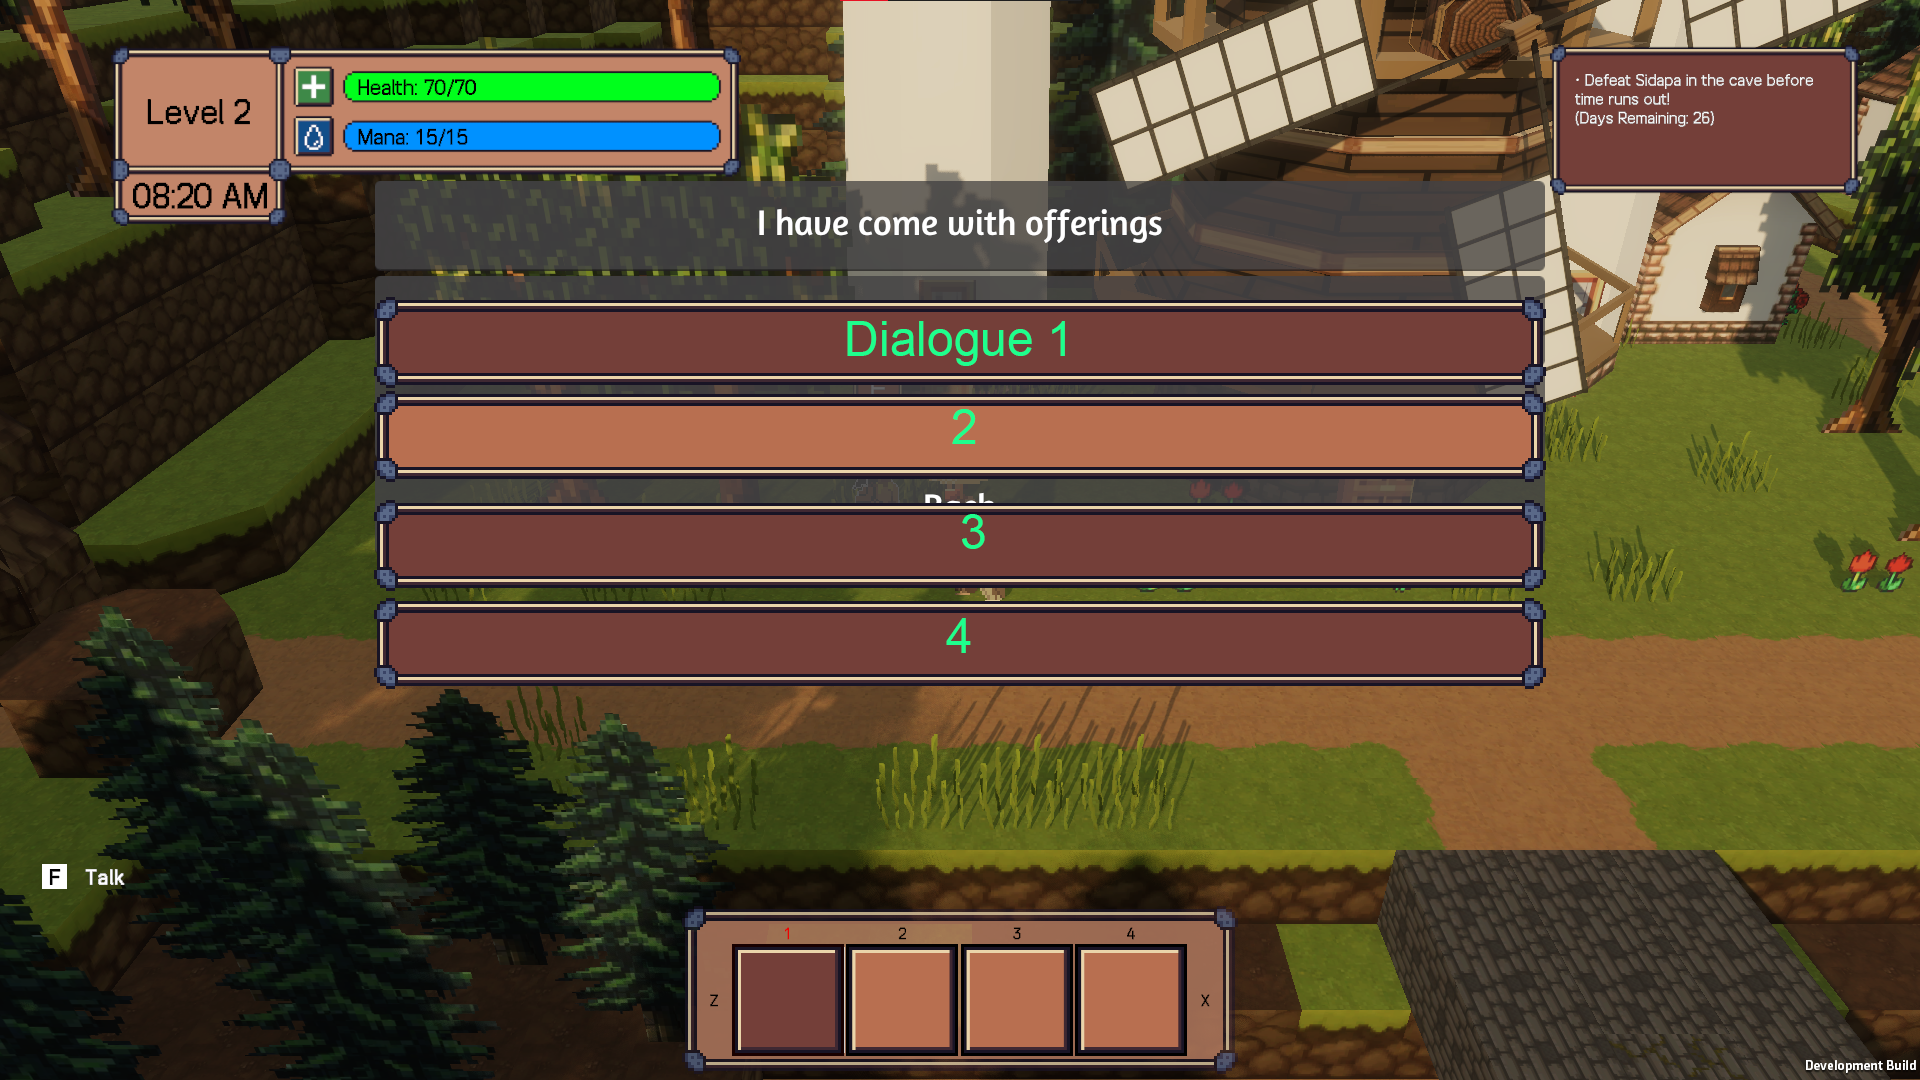 Level 2
Health: 70/70
Mana: 15/15
08:20 AM
· Defeat Sidapa in the cave before
time runs out!
(Days Remaining: 26)
I have come with offerings
Dialogue 1
2
3
4
F Talk
1 2 3 4
Z X
Development Build